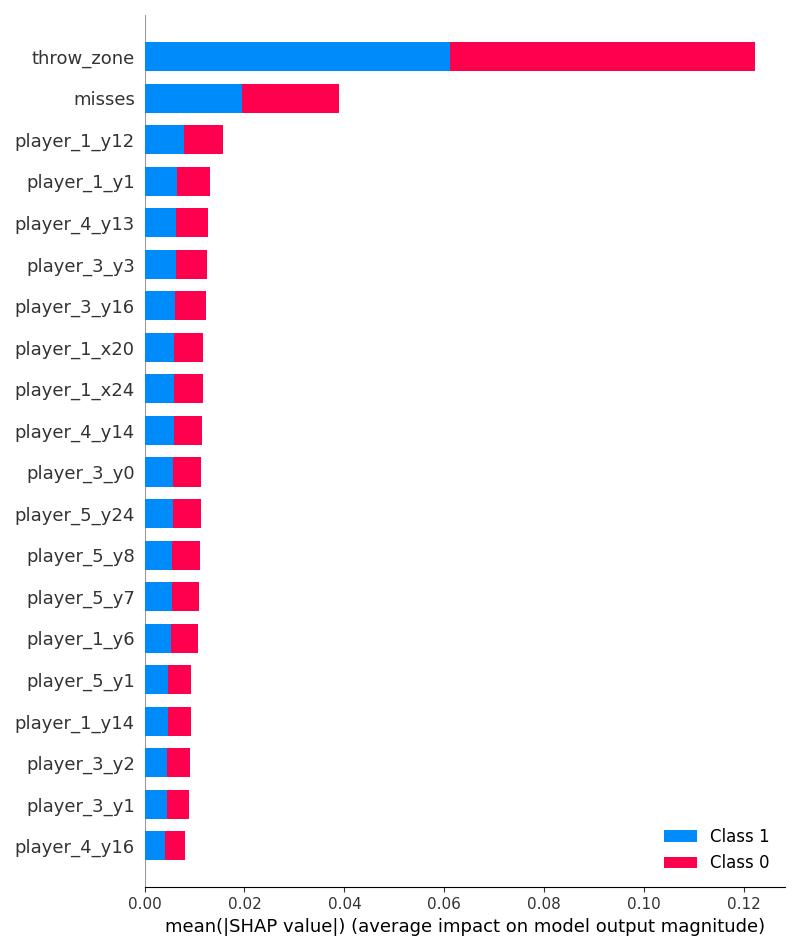 throw_zone
misses
player_1_y12
player_1_y1
player_4_y13
player_3_y3
player_3_y16
player_1_x20
player_1_x24
player_4_y14
player_3_y0
player_5_y24
player_5_y8
player_5_y7
player_1_y6
player_5_y1
player_1_y14
player_3_y2
player_3_y1
player_4_y16
Class 1
Class 0
0.00 0.02 0.04 0.06 0.08 0.10 0.12
mean(|SHAP value|) (average impact on model output magnitude)